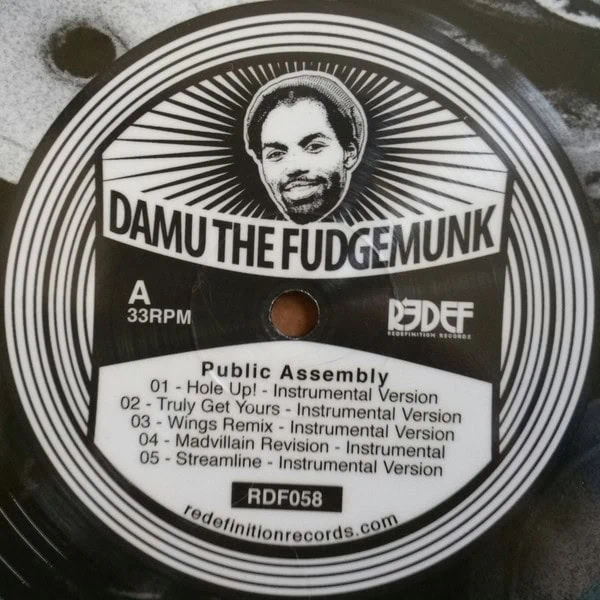 DAMU THE FUDGEMUNK
A
33RPM
R3DEF
REDEFINITION RECORDS
Public Assembly
01 - Hole Up! - Instrumental Version
02 - Truly Get Yours - Instrumental Version
03 - Wings Remix - Instrumental Version
04 - Madvillain Revision - Instrumental
05 - Streamline - Instrumental Version
RDF058
redefinitionrecords.com